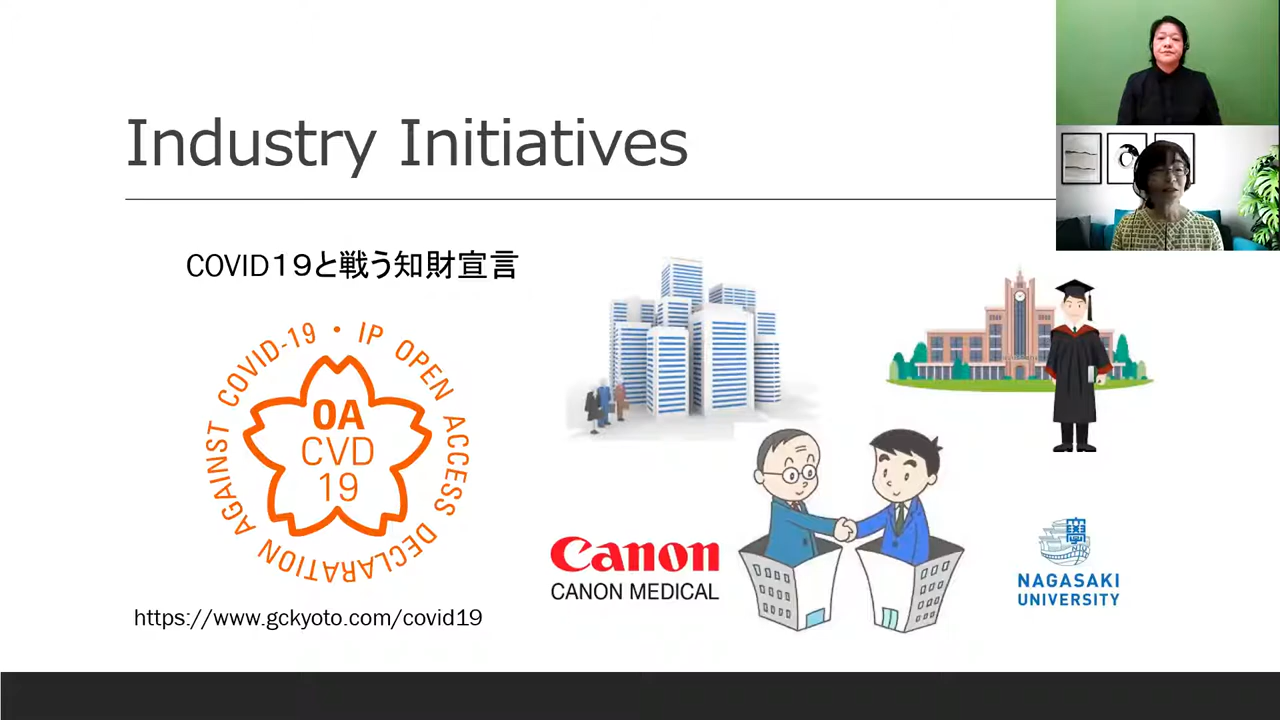 Industry Initiatives
COVID１９と戦う知財宣言
OPEN ACCESS DECLARATION AGAINST COVID-19 • IP
OA
CVD
19
https://www.gckyoto.com/covid19
Canon
CANON MEDICAL
NAGASAKI
UNIVERSITY